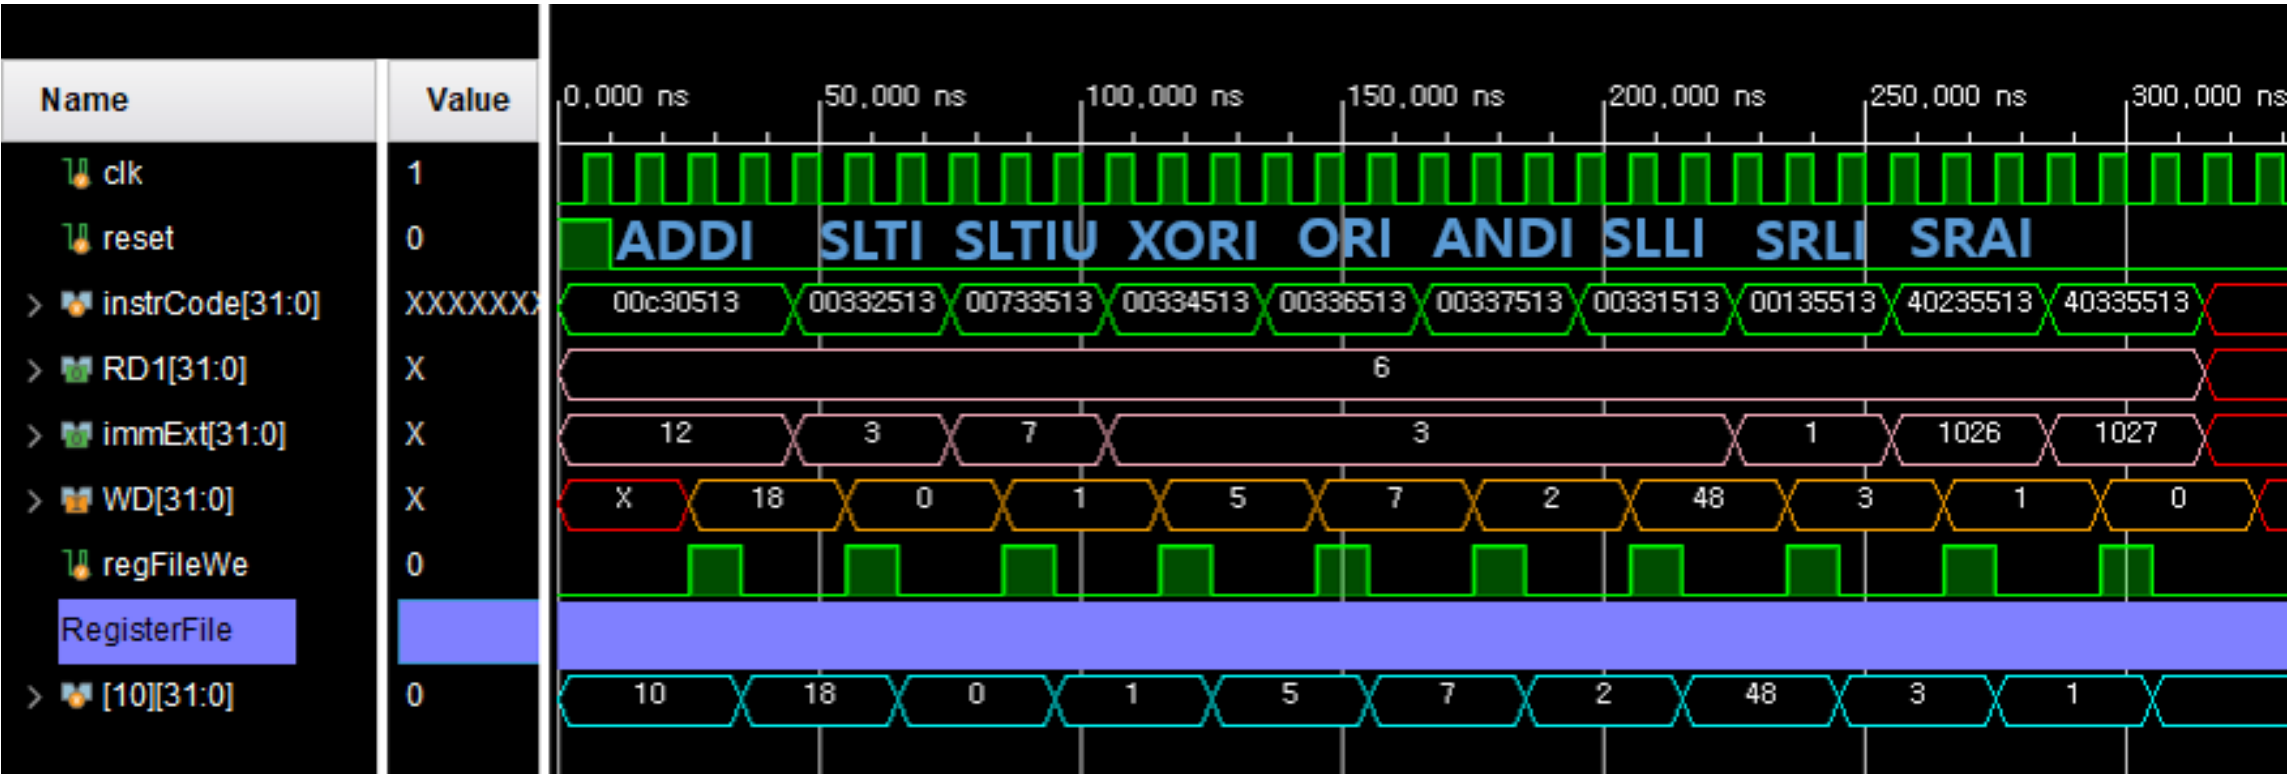 Name Value 0,000 ns 50,000 ns 100,000 ns 150,000 ns 200,000 ns 250,000 ns 300,000 ns
clk 1
reset 0 ADDI SLTI SLTIU XORI ORI ANDI SLLI SRLI SRAI
instrCode[31:0] XXXXXXX 00c30513 00332513 00733513 00334513 00336513 00337513 00331513 00135513 40235513 40335513
RD1[31:0] X 6
immExt[31:0] X 12 3 7 3 1 1026 1027
WD[31:0] X X 18 0 1 5 7 2 48 3 1 0
regFileWe 0
RegisterFile
[10][31:0] 0 10 18 0 1 5 7 2 48 3 1